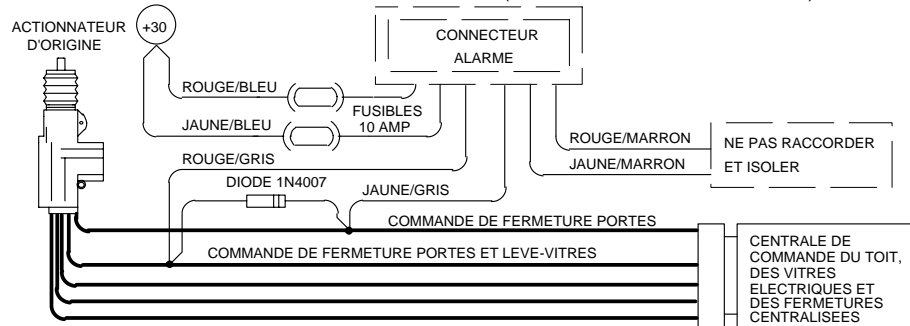 ACTIONNATEUR
D'ORIGINE
+30
CONNECTEUR
ALARME
ROUGE/BLEU
FUSIBLES
10 AMP
JAUNE/BLEU
ROUGE/MARRON
JAUNE/MARRON
NE PAS RACCORDER
ET ISOLER
ROUGE/GRIS
DIODE 1N4007
JAUNE/GRIS
COMMANDE DE FERMETURE PORTES
COMMANDE DE FERMETURE PORTES ET LEVE-VITRES
CENTRALE DE
COMMANDE DU TOIT,
DES VITRES
ELECTRIQUES ET
DES FERMETURES
CENTRALISEES